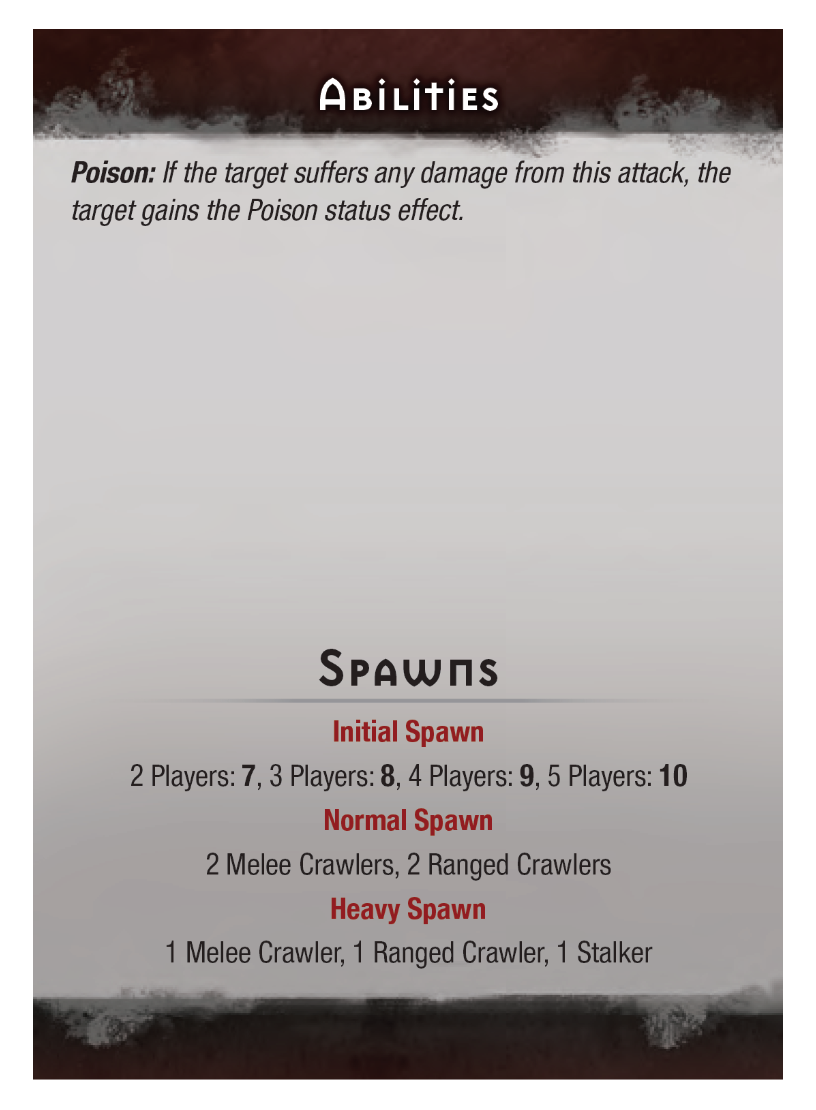 Abilities
Poison: If the target suffers any damage from this attack, the
target gains the Poison status effect.
Spawns
Initial Spawn
2 Players: 7, 3 Players: 8, 4 Players: 9, 5 Players: 10
Normal Spawn
2 Melee Crawlers, 2 Ranged Crawlers
Heavy Spawn
1 Melee Crawler, 1 Ranged Crawler, 1 Stalker